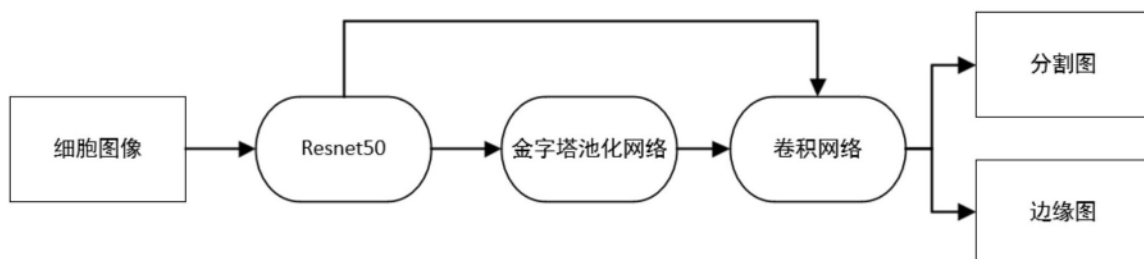 细胞图像
Resnet50
金字塔池化网络
卷积网络
分割图
边缘图